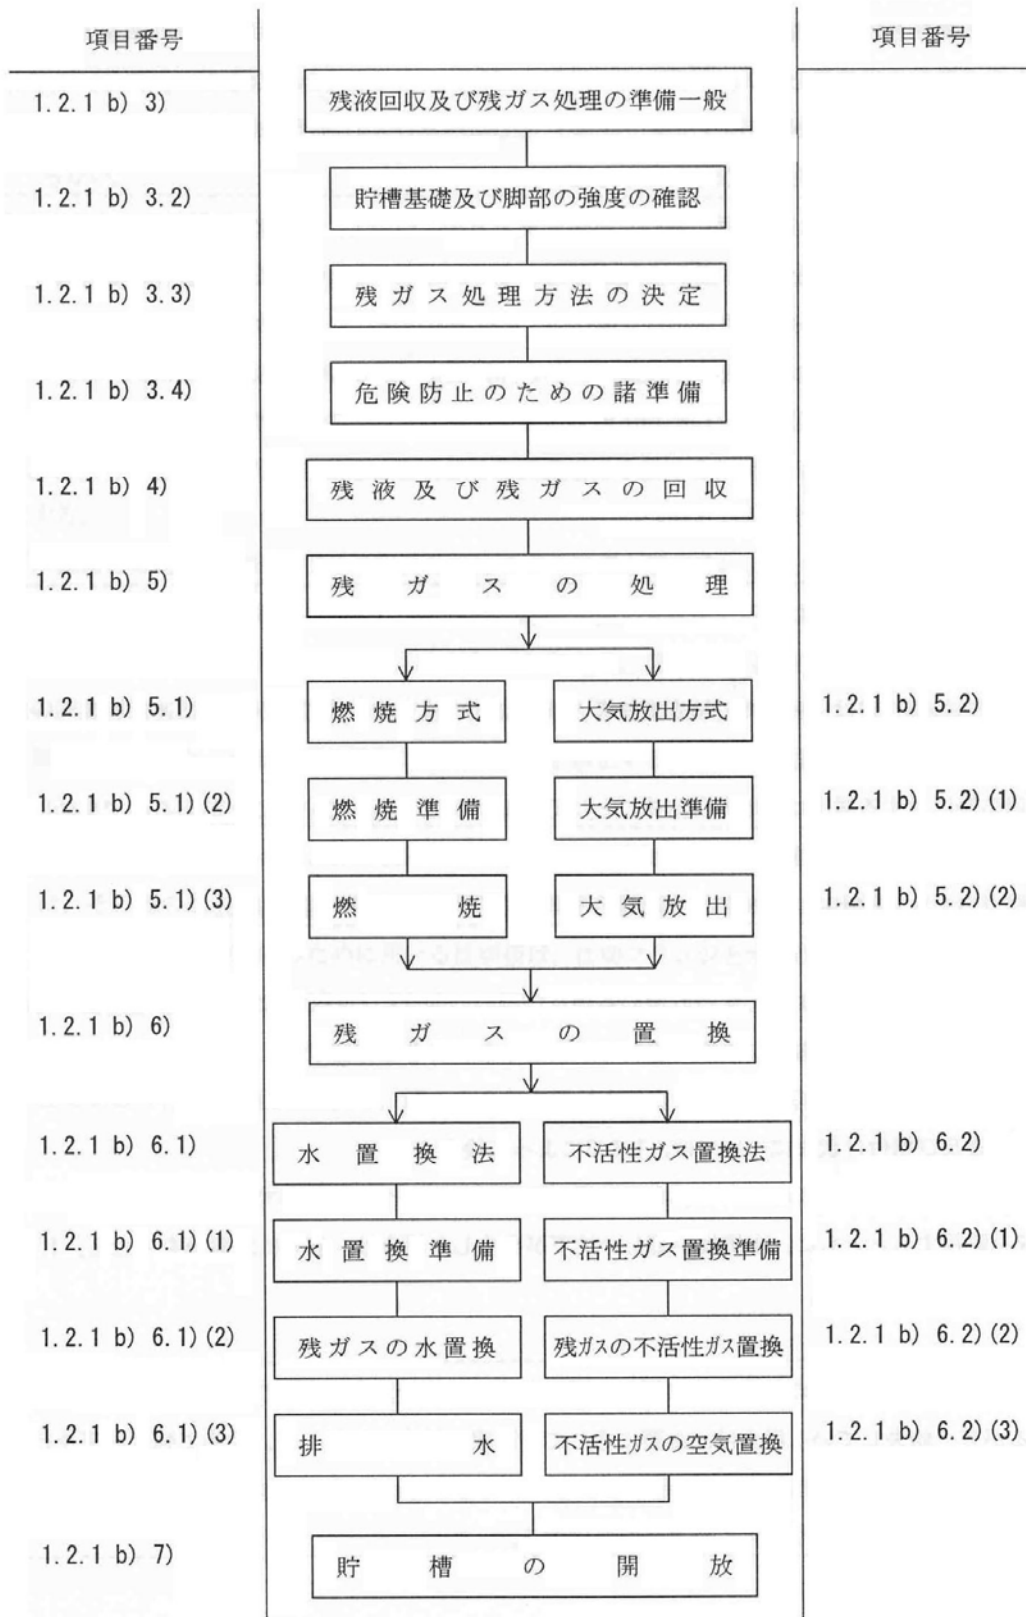 項目番号 項目番号
1.2.1 b) 3) 残液回収及び残ガス処理の準備一般
1.2.1 b) 3.2) 貯槽基礎及び脚部の強度の確認
1.2.1 b) 3.3) 残ガス処理方法の決定
1.2.1 b) 3.4) 危険防止のための諸準備
1.2.1 b) 4) 残液及び残ガスの回収
1.2.1 b) 5) 残ガスの処理
1.2.1 b) 5.1) 燃焼方式 大気放出方式 1.2.1 b) 5.2)
1.2.1 b) 5.1)(2) 燃焼準備 大気放出準備 1.2.1 b) 5.2)(1)
1.2.1 b) 5.1)(3) 燃焼 大気放出 1.2.1 b) 5.2)(2)
1.2.1 b) 6) 残ガスの置換
1.2.1 b) 6.1) 水置換法 不活性ガス置換法 1.2.1 b) 6.2)
1.2.1 b) 6.1)(1) 水置換準備 不活性ガス置換準備 1.2.1 b) 6.2)(1)
1.2.1 b) 6.1)(2) 残ガスの水置換 残ガスの不活性ガス置換 1.2.1 b) 6.2)(2)
1.2.1 b) 6.1)(3) 排水 不活性ガスの空気置換 1.2.1 b) 6.2)(3)
1.2.1 b) 7) 貯槽の開放